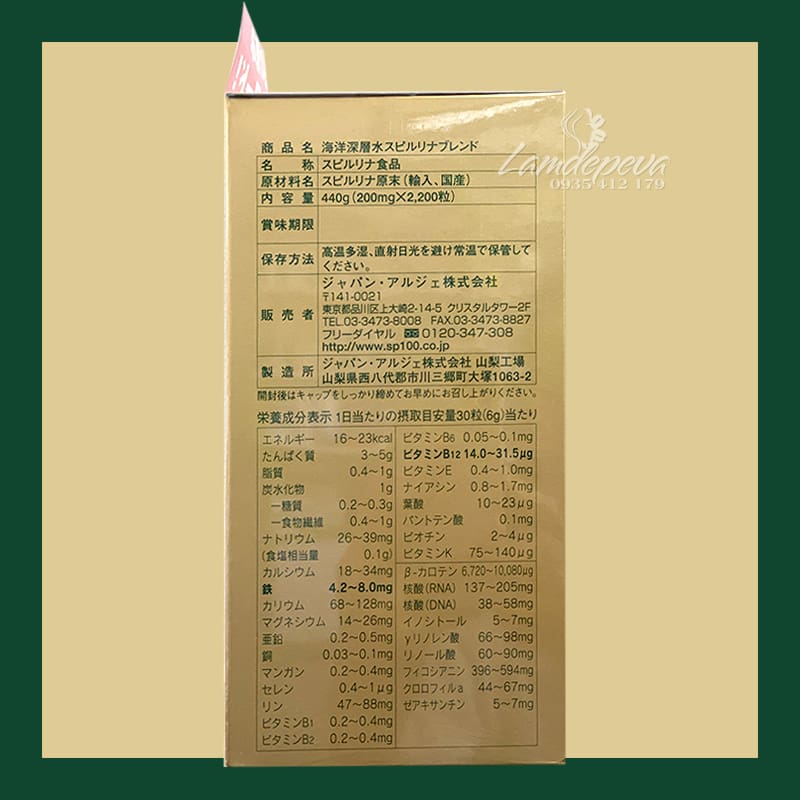 Lamdepeva
0935 412 179
商品名 海洋深層水スピルリナブレンド
名称 スピルリナ食品
原材料名 スピルリナ原末(輸入、国産)
内容量 440g(200mg×2,200粒)
賞味期限
保存方法 高温多湿、直射日光を避け常温で保管して
ください。
販売者 ジャパン・アルジェ株式会社
〒141-0021
東京都品川区上大崎2-14-5 クリスタルタワー2F
TEL.03-3473-8008 FAX.03-3473-8827
フリーダイヤル 0120-347-308
http://www.sp100.co.jp
製造所 ジャパン・アルジェ株式会社 山梨工場
山梨県西八代郡市川三郷町大塚1063-2
開封後はキャップをしっかり締めてお早めにお召し上がりください。
栄養成分表示 1日当たりの摂取目安量30粒(6g)当たり
エネルギー 16〜23kcal
たんぱく質 3〜5g
脂質 0.4〜1g
炭水化物 1g
―糖質 0.2〜0.3g
―食物繊維 0.4〜1g
ナトリウム 26〜39mg
(食塩相当量 0.1g)
カルシウム 18〜34mg
鉄 4.2〜8.0mg
カリウム 68〜128mg
マグネシウム 14〜26mg
亜鉛 0.2〜0.5mg
銅 0.03〜0.1mg
マンガン 0.2〜0.4mg
セレン 0.4〜1μg
リン 47〜88mg
ビタミンB1 0.2〜0.4mg
ビタミンB2 0.2〜0.4mg
ビタミンB6 0.05〜0.1mg
ビタミンB12 14.0〜31.5μg
ビタミンE 0.4〜1.0mg
ナイアシン 0.8〜1.7mg
葉酸 10〜23μg
パントテン酸 0.1mg
ビオチン 2〜4μg
ビタミンK 75〜140μg
β-カロテン 6,720〜10,080μg
核酸(RNA) 137〜205mg
核酸(DNA) 38〜58mg
イノシトール 5〜7mg
γリノレン酸 66〜98mg
リノール酸 60〜90mg
フィコシアニン 396〜594mg
クロロフィルa 44〜67mg
ゼアキサンチン 5〜7mg